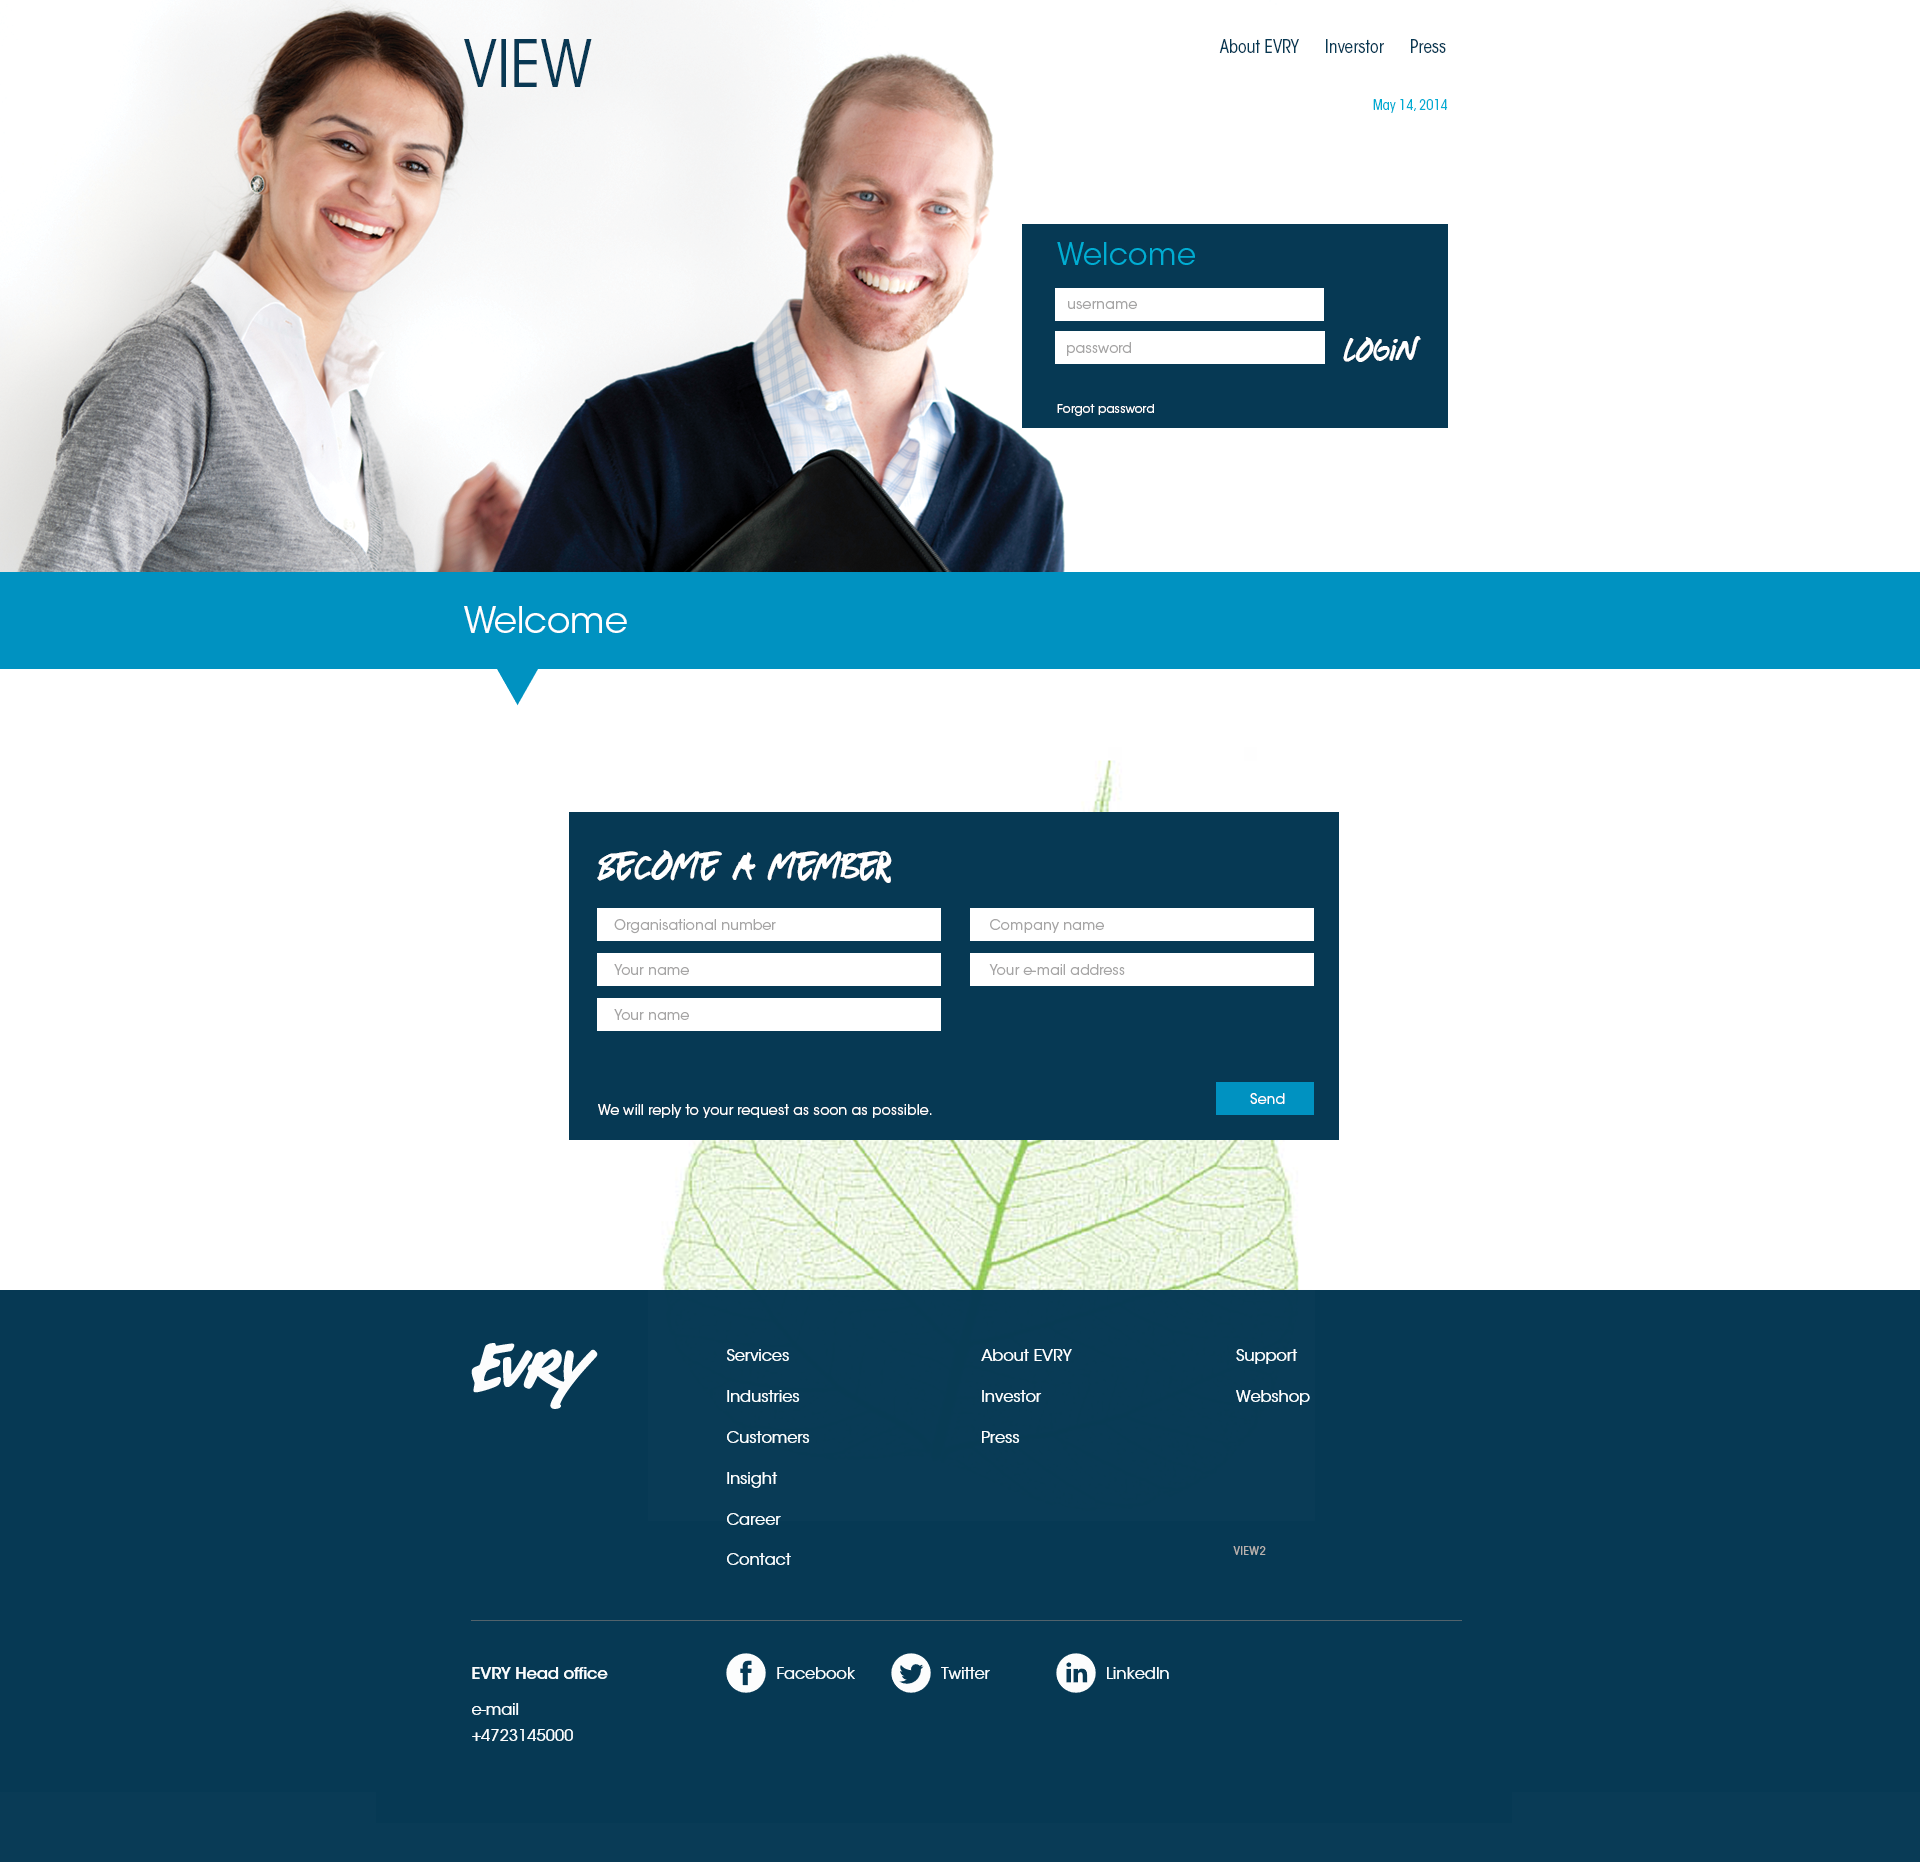 VIEW
About EVRY Inverstor Press
May 14, 2014
Welcome
username
password
LOGiN
Forgot password
Welcome
BECOME A MEMBER
Organisational number Company name
Your name Your e-mail address
Your name
We will reply to your request as soon as possible.
Send
EVRY
Services About EVRY Support
Industries Investor Webshop
Customers Press
Insight
Career
Contact
VIEW2
EVRY Head office
Facebook Twitter LinkedIn
e-mail
+4723145000